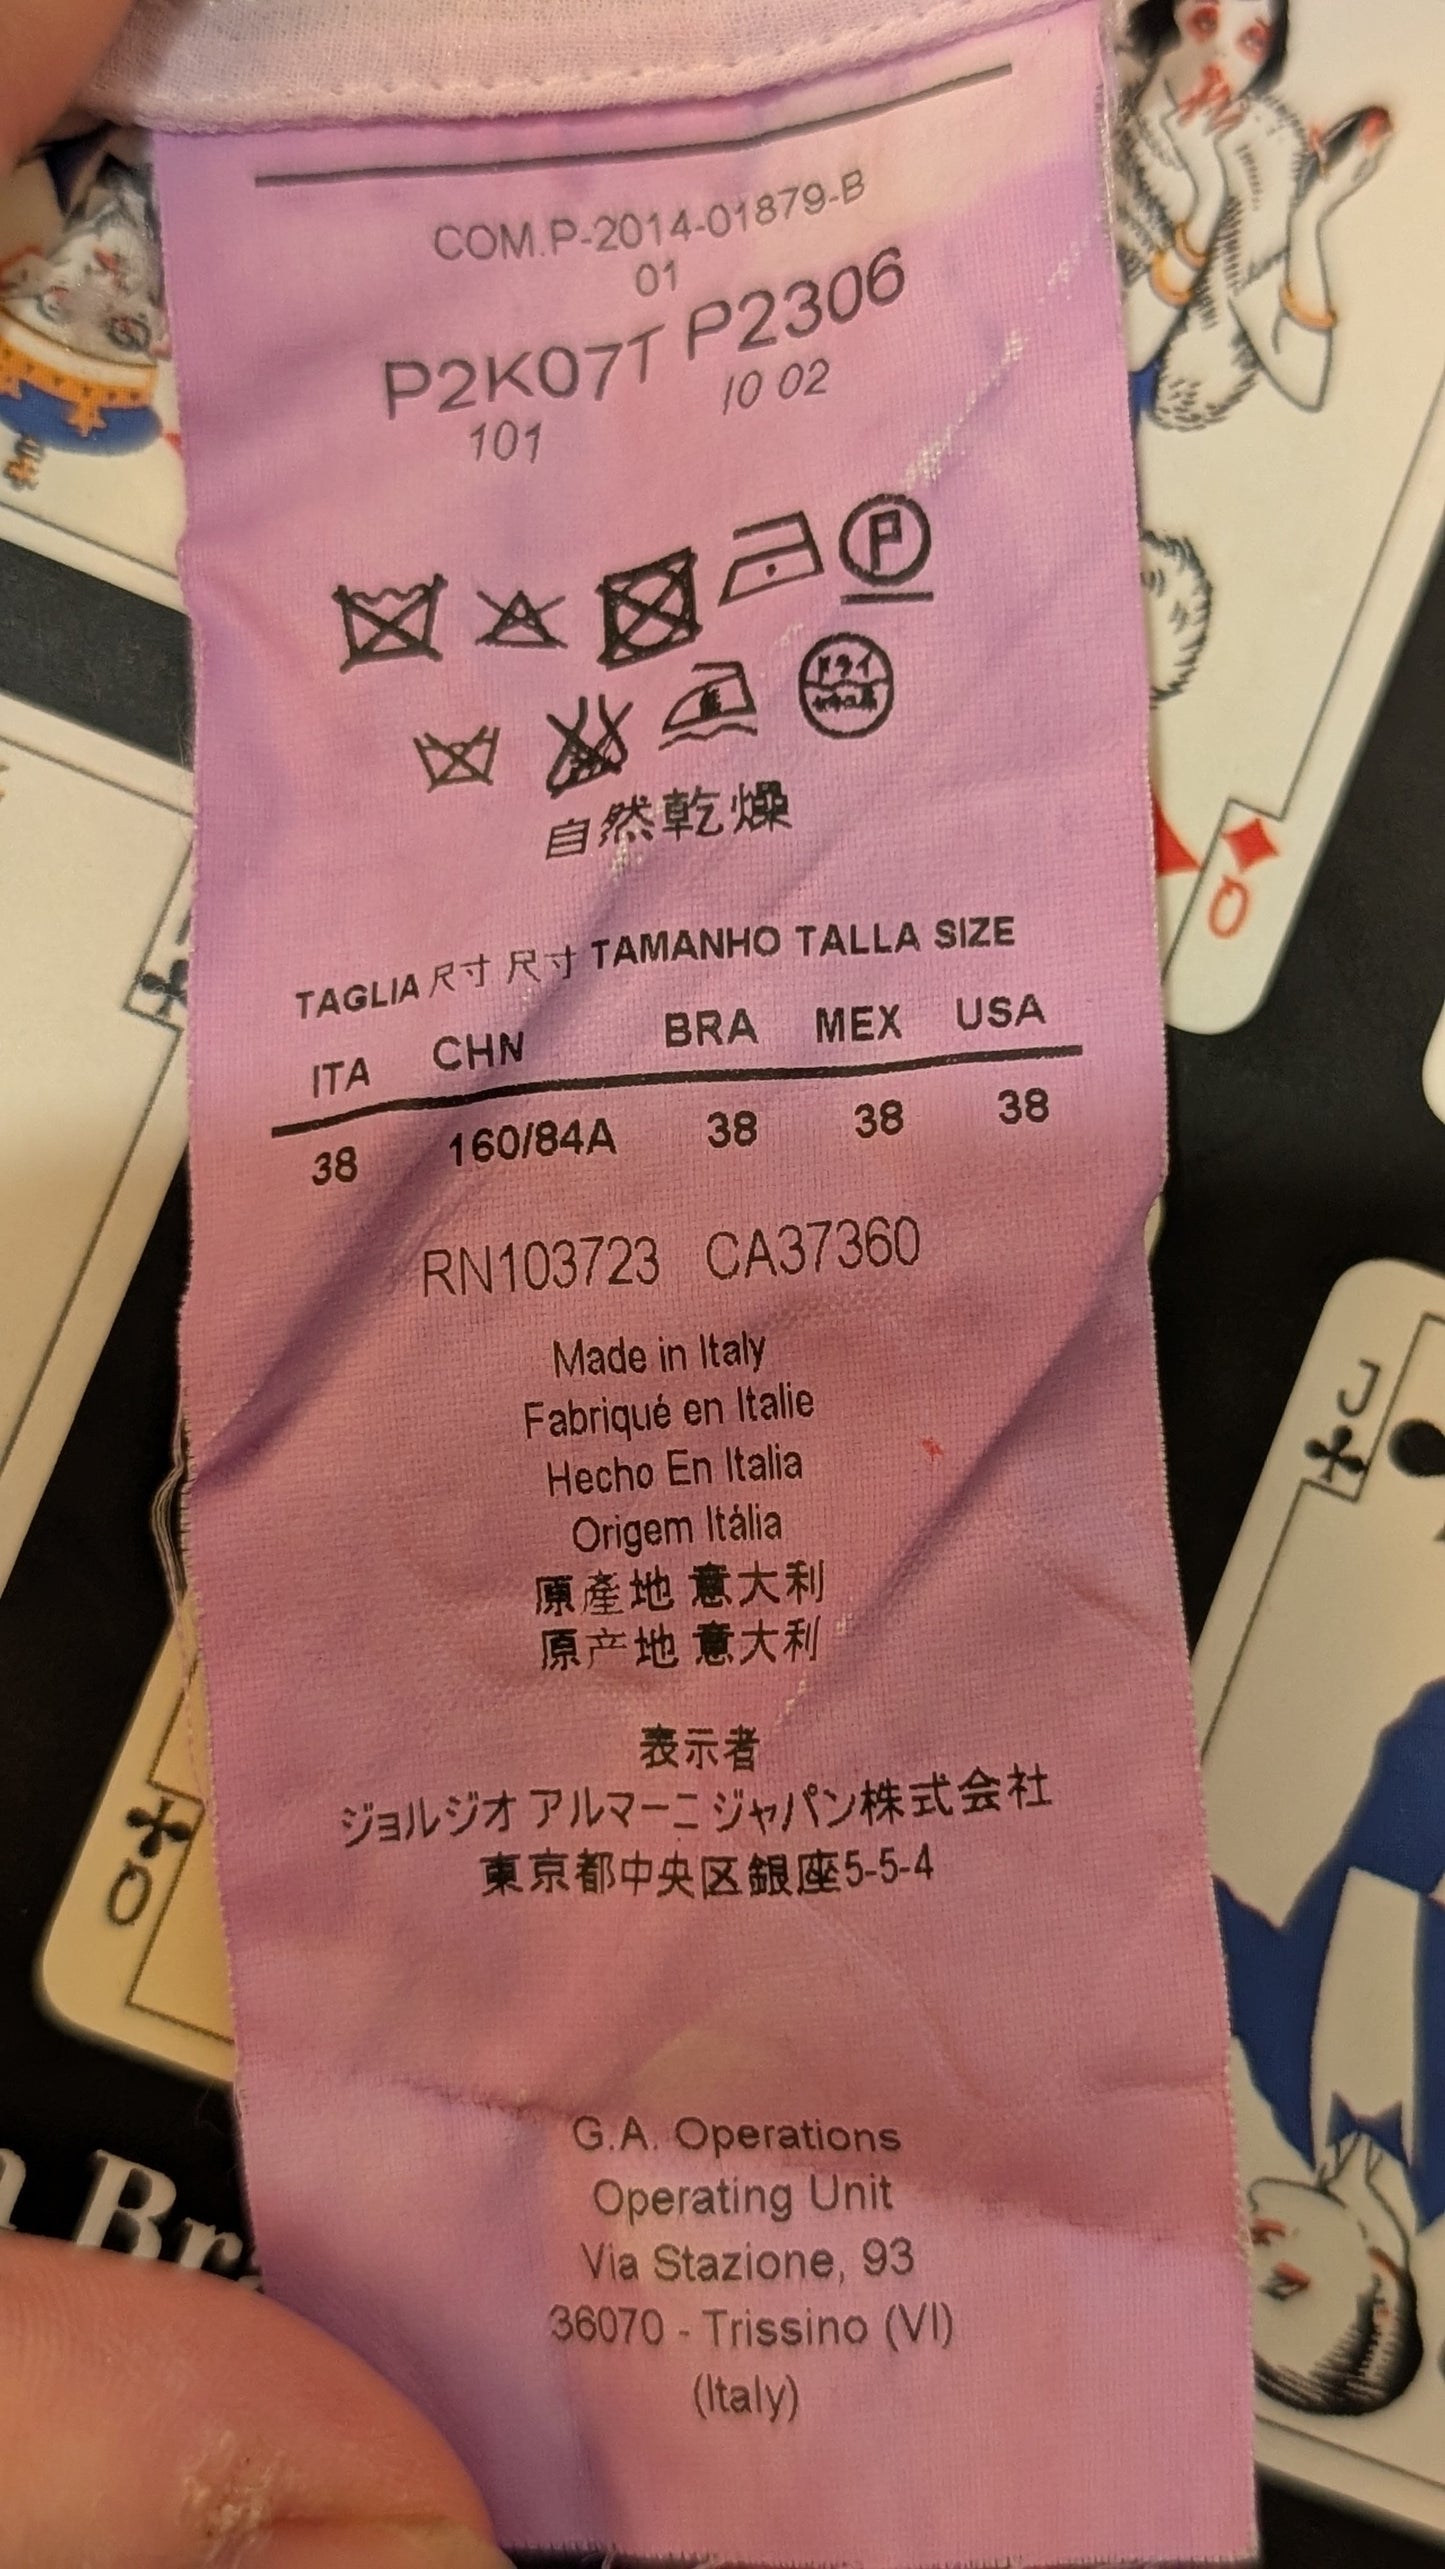 COM.P-2014-01879-B
01
P2K07T P2306
101 10 02
P
ドライ
自然乾燥
TAGLIA 尺寸 尺寸 TAMANHO TALLA SIZE
ITA CHN BRA MEX USA
38 160/84A 38 38 38
RN103723 CA37360
Made in Italy
Fabriqué en Italie
Hecho En Italia
Origem Itália
原產地 意大利
原产地 意大利
表示者
ジョルジオ アルマーニ ジャパン株式会社
東京都中央区銀座5-5-4
G.A. Operations
Operating Unit
Via Stazione, 93
36070 - Trissino (VI)
(Italy)
Q
J
Q